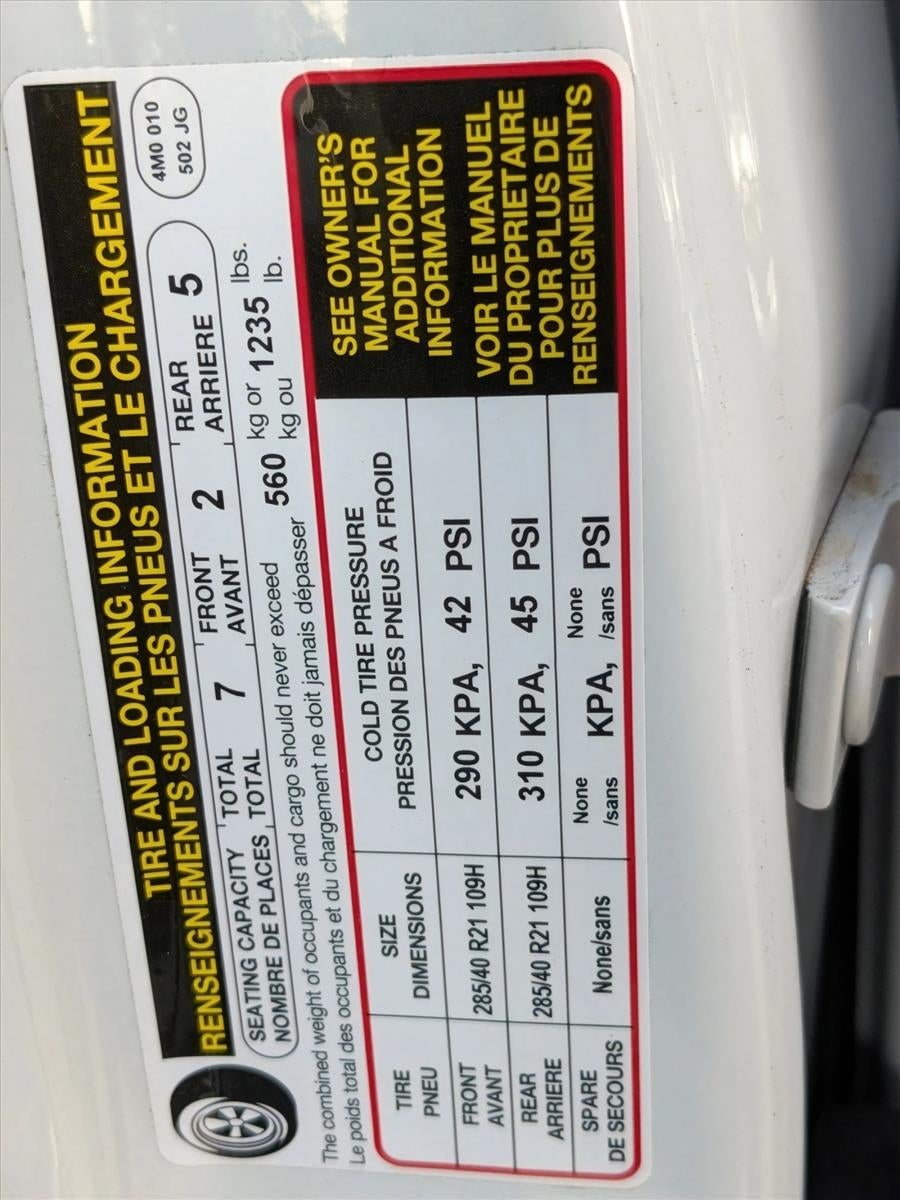 TIRE AND LOADING INFORMATION
RENSEIGNEMENTS SUR LES PNEUS ET LE CHARGEMENT
4M0 010
502 JG
SEATING CAPACITY TOTAL 7 FRONT 2 REAR 5
NOMBRE DE PLACES TOTAL AVANT ARRIERE
The combined weight of occupants and cargo should never exceed 560 kg or 1235 lbs.
Le poids total des occupants et du chargement ne doit jamais dépasser kg ou lb.
TIRE SIZE COLD TIRE PRESSURE
PNEU DIMENSIONS PRESSION DES PNEUS A FROID
FRONT
AVANT 285/40 R21 109H 290 KPA, 42 PSI
REAR
ARRIERE 285/40 R21 109H 310 KPA, 45 PSI
SPARE
DE SECOURS None/sans None
/sans KPA, None
/sans PSI
SEE OWNER'S
MANUAL FOR
ADDITIONAL
INFORMATION
VOIR LE MANUEL
DU PROPRIETAIRE
POUR PLUS DE
RENSEIGNEMENTS